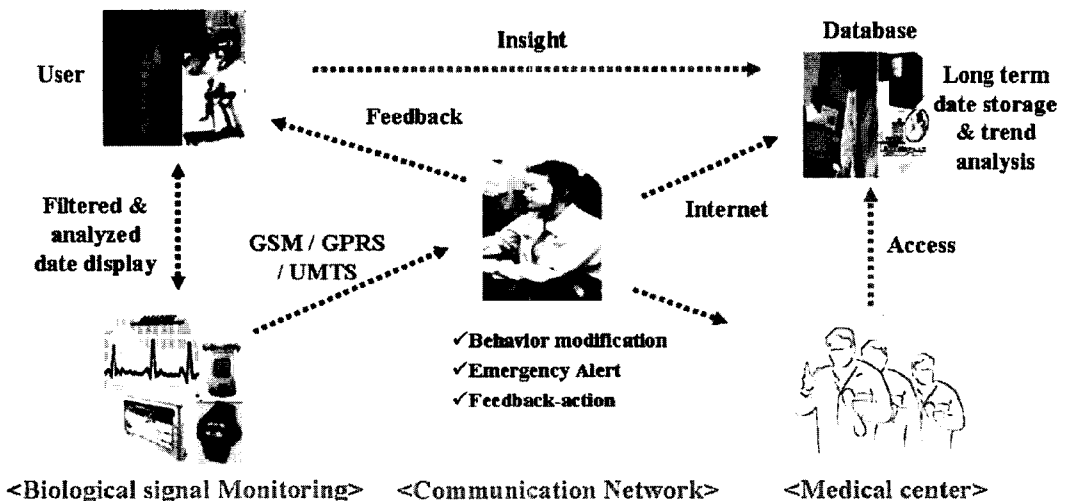 Insight
Database
User
Long term
date storage
& trend
analysis
Feedback
Internet
Filtered &
analyzed
date display
GSM / GPRS
/ UMTS
Access
✓Behavior modification
✓Emergency Alert
✓Feedback-action
<Biological signal Monitoring>
<Communication Network>
<Medical center>